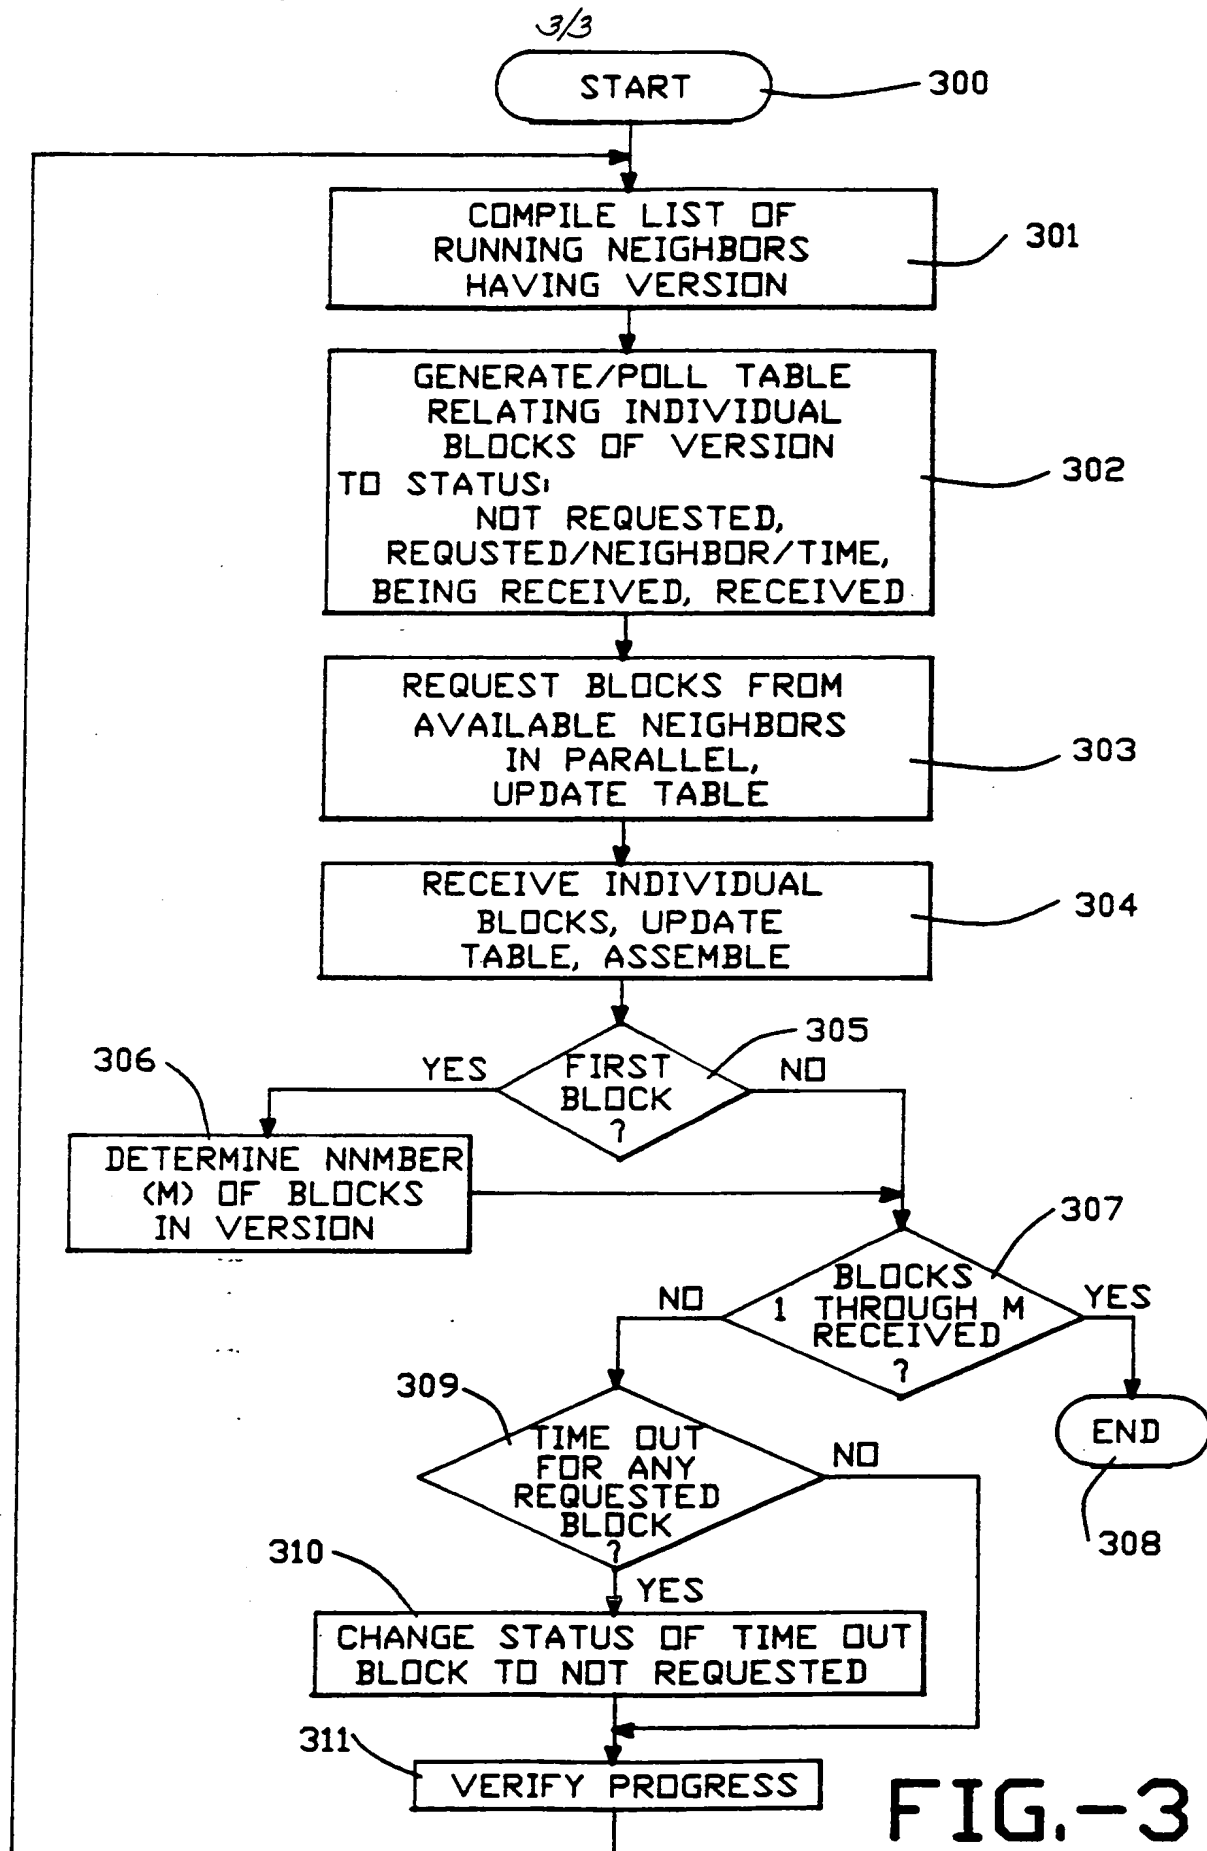 3/3
START
300
COMPILE LIST OF
RUNNING NEIGHBORS
HAVING VERSION
301
GENERATE/POLL TABLE
RELATING INDIVIDUAL
BLOCKS OF VERSION
TO STATUS:
NOT REQUESTED,
REQUSTED/NEIGHBOR/TIME,
BEING RECEIVED, RECEIVED
302
REQUEST BLOCKS FROM
AVAILABLE NEIGHBORS
IN PARALLEL,
UPDATE TABLE
303
RECEIVE INDIVIDUAL
BLOCKS, UPDATE
TABLE, ASSEMBLE
304
FIRST
BLOCK
?
305
YES
NO
306
DETERMINE NNMBER
(M) OF BLOCKS
IN VERSION
307
BLOCKS
1 THROUGH M
RECEIVED
?
NO
YES
END
308
309
TIME OUT
FOR ANY
REQUESTED
BLOCK
?
NO
YES
310
CHANGE STATUS OF TIME OUT
BLOCK TO NOT REQUESTED
311
VERIFY PROGRESS
FIG.-3